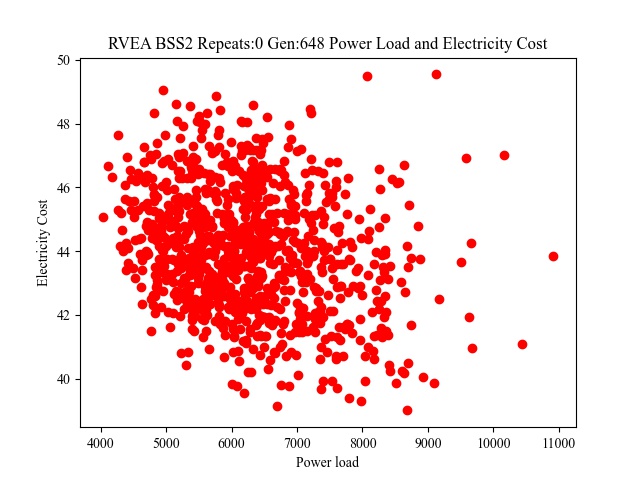 RVEA BSS2 Repeats:0 Gen:648 Power Load and Electricity Cost
50
48
46
44
42
40
Electricity Cost
4000 5000 6000 7000 8000 9000 10000 11000
Power load